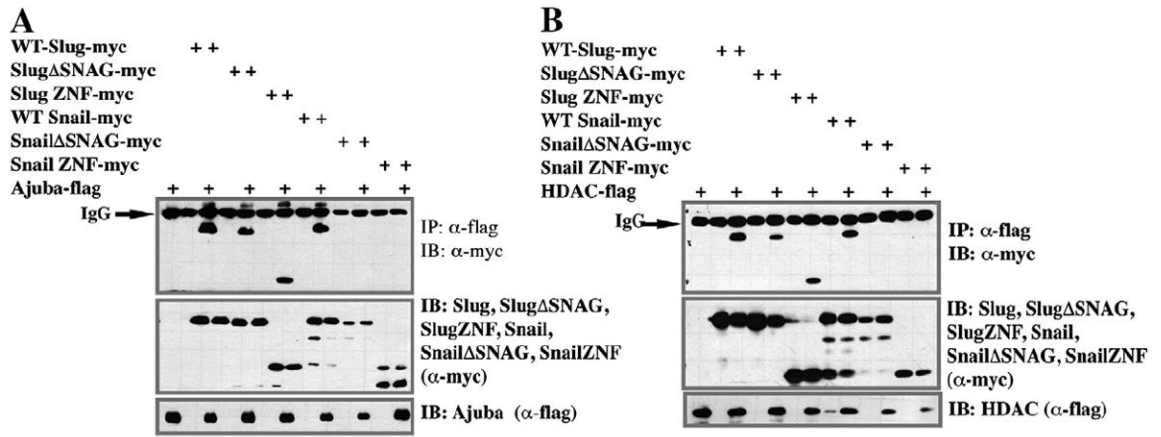 A
WT-Slug-myc + +
SlugΔSNAG-myc + +
Slug ZNF-myc + +
WT Snail-myc + +
SnailΔSNAG-myc + +
Snail ZNF-myc + +
Ajuba-flag + + + + + + +
IgG
IP: α-flag
IB: α-myc
IB: Slug, SlugΔSNAG,
SlugZNF, Snail,
SnailΔSNAG, SnailZNF
(α-myc)
IB: Ajuba (α-flag)
B
WT-Slug-myc + +
SlugΔSNAG-myc + +
Slug ZNF-myc + +
WT Snail-myc + +
SnailΔSNAG-myc + +
Snail ZNF-myc + +
HDAC-flag + + + + + + +
IgG
IP: α-flag
IB: α-myc
IB: Slug, SlugΔSNAG,
SlugZNF, Snail,
SnailΔSNAG, SnailZNF
(α-myc)
IB: HDAC (α-flag)